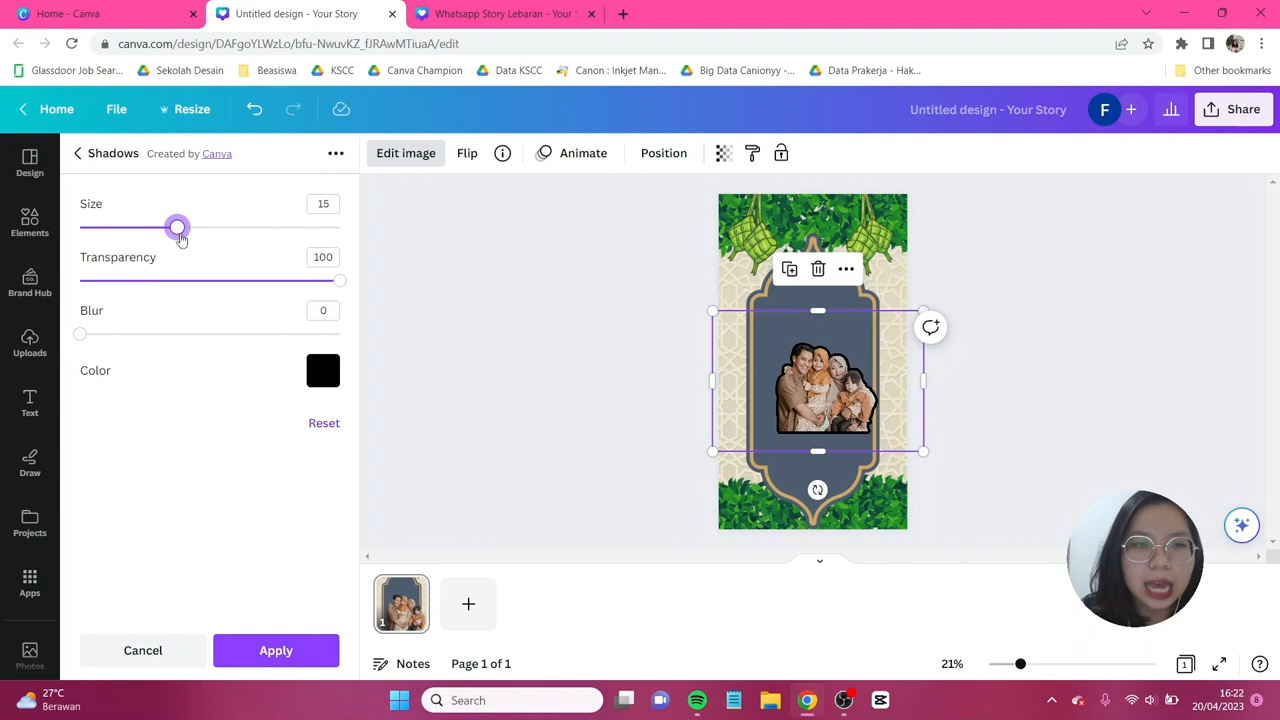 Home - Canva
Untitled design - Your Story
Whatsapp Story Lebaran - Your S
canva.com/design/DAFgoYLWzLo/bfu-NwuvKZ_fJRAwMTiuaA/edit
Glassdoor Job Sear...
Sekolah Desain
Beasiswa
KSCC
Canva Champion
Data KSCC
Canon : Inkjet Man...
Big Data Canionyy -...
Data Prakerja - Hak...
Other bookmarks
Home
File
Resize
Untitled design - Your Story
F
Share
Design
Elements
Brand Hub
Uploads
Text
Draw
Projects
Apps
Photos
Shadows
Created by Canva
Size
15
Transparency
100
Blur
0
Color
Reset
Cancel
Apply
Edit image
Flip
Animate
Position
1
Notes
Page 1 of 1
21%
1
27°C
Berawan
Search
16:22
20/04/2023
8